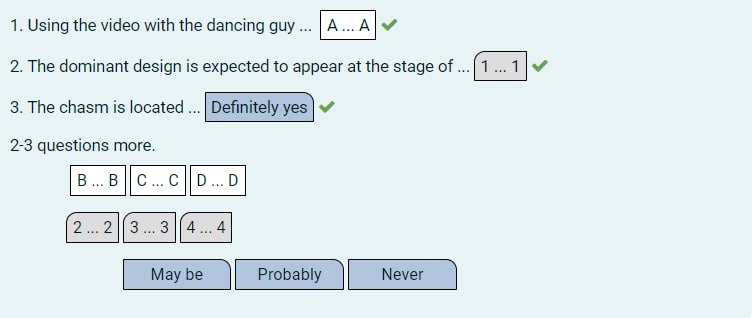 1. Using the video with the dancing guy ... A ... A
2. The dominant design is expected to appear at the stage of ... 1 ... 1
3. The chasm is located ... Definitely yes
2-3 questions more.
B ... B C ... C D ... D
2 ... 2 3 ... 3 4 ... 4
May be Probably Never